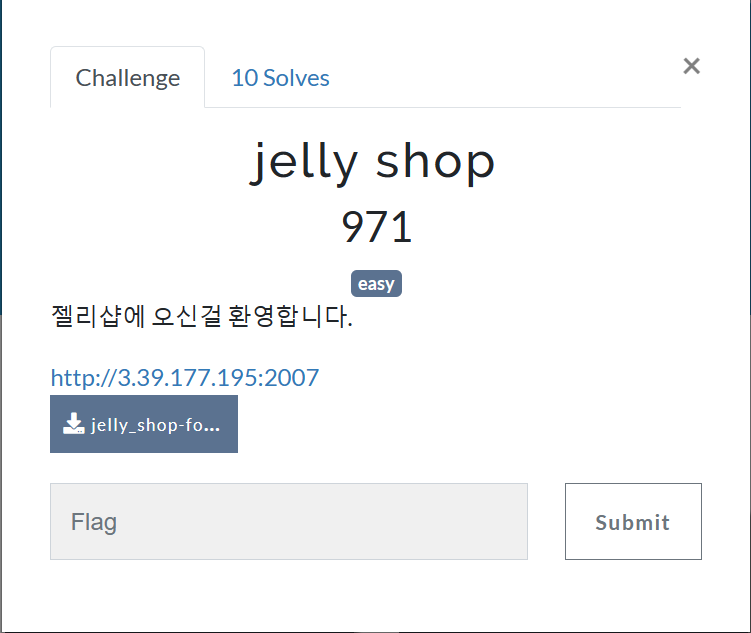 Challenge
10 Solves
×
jelly shop
971
easy
젤리샵에 오신걸 환영합니다.
http://3.39.177.195:2007
jelly_shop-fo...
Flag
Submit